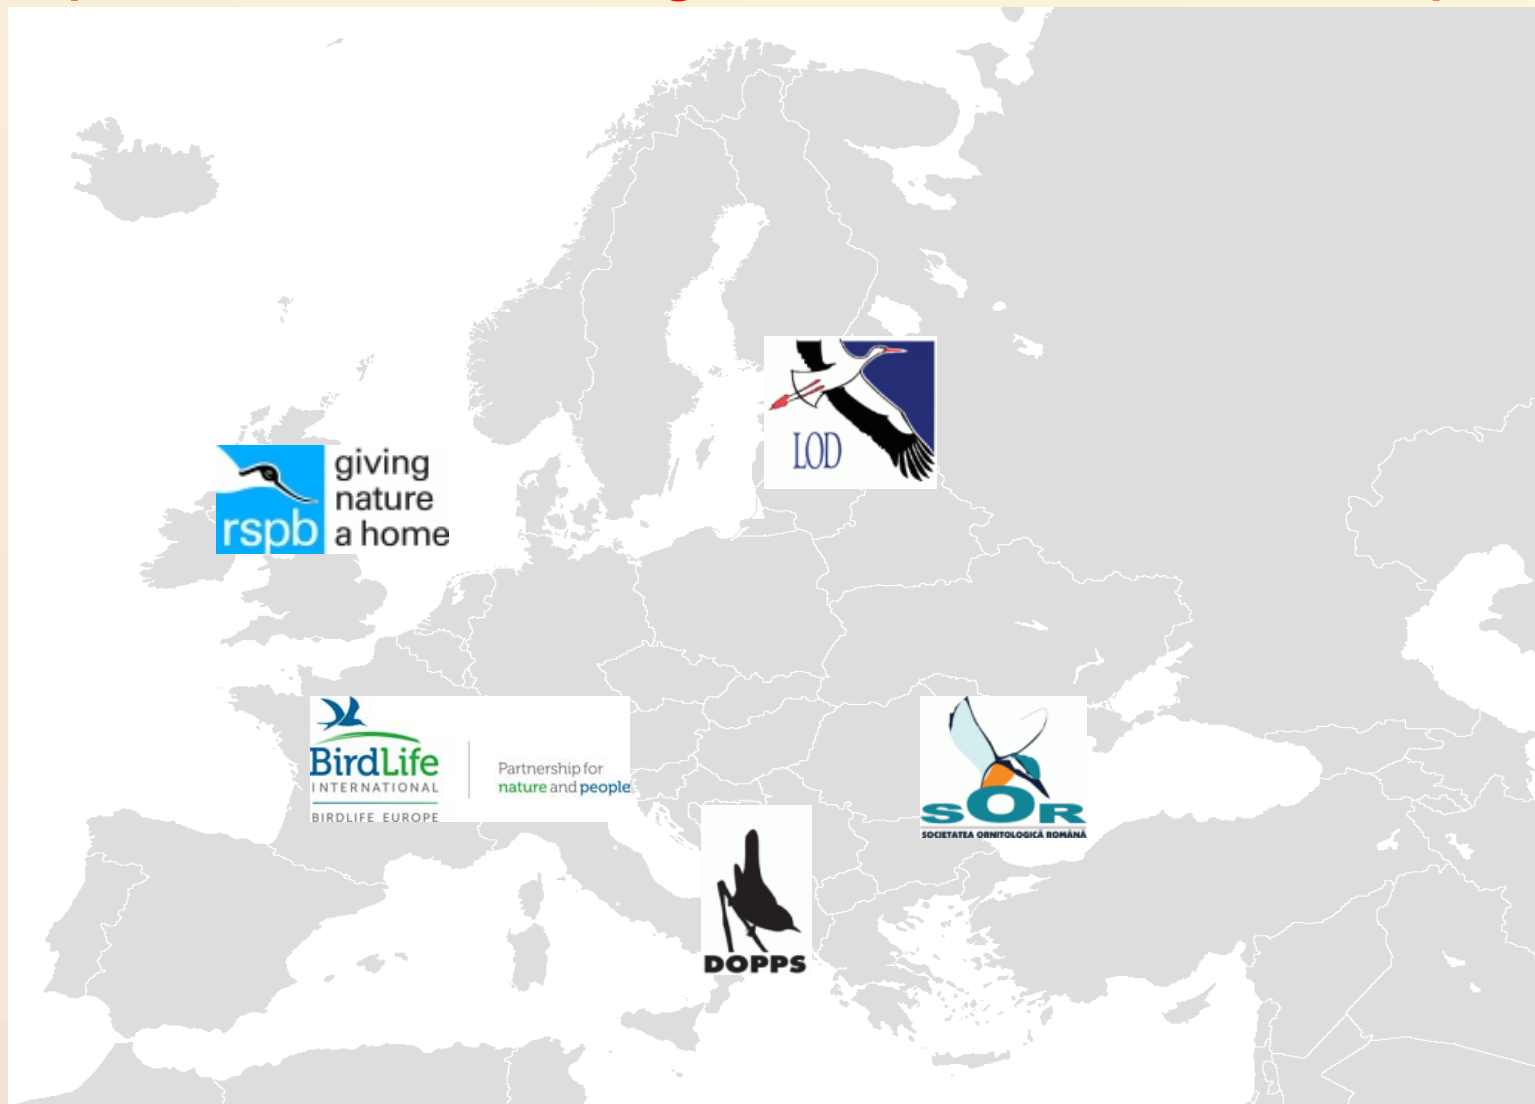 LOD
giving
nature
a home
rspb
BirdLife
INTERNATIONAL
BIRDLIFE EUROPE
Partnership for
nature and people
SOR
SOCIETATEA ORNITOLOGICĂ ROMÂNĂ
DOPPS